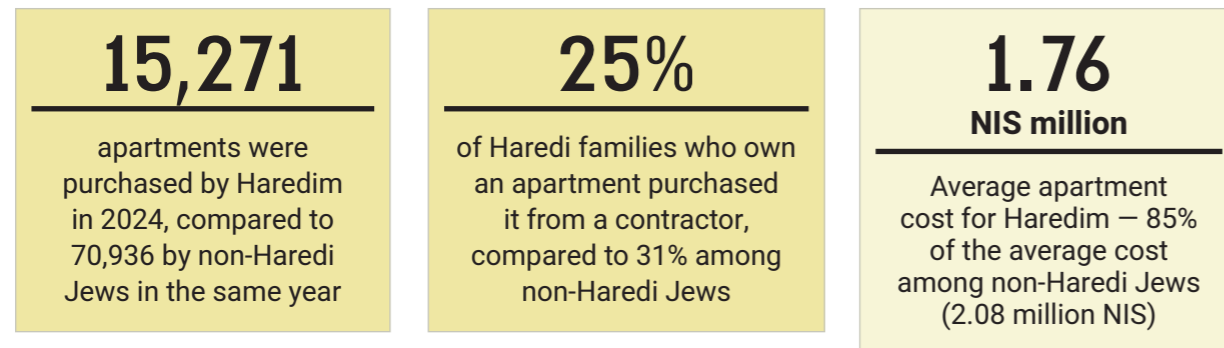 15,271
apartments were
purchased by Haredim
in 2024, compared to
70,936 by non-Haredi
Jews in the same year
25%
of Haredi families who own
an apartment purchased
it from a contractor,
compared to 31% among
non-Haredi Jews
1.76
NIS million
Average apartment
cost for Haredim — 85%
of the average cost
among non-Haredi Jews
(2.08 million NIS)